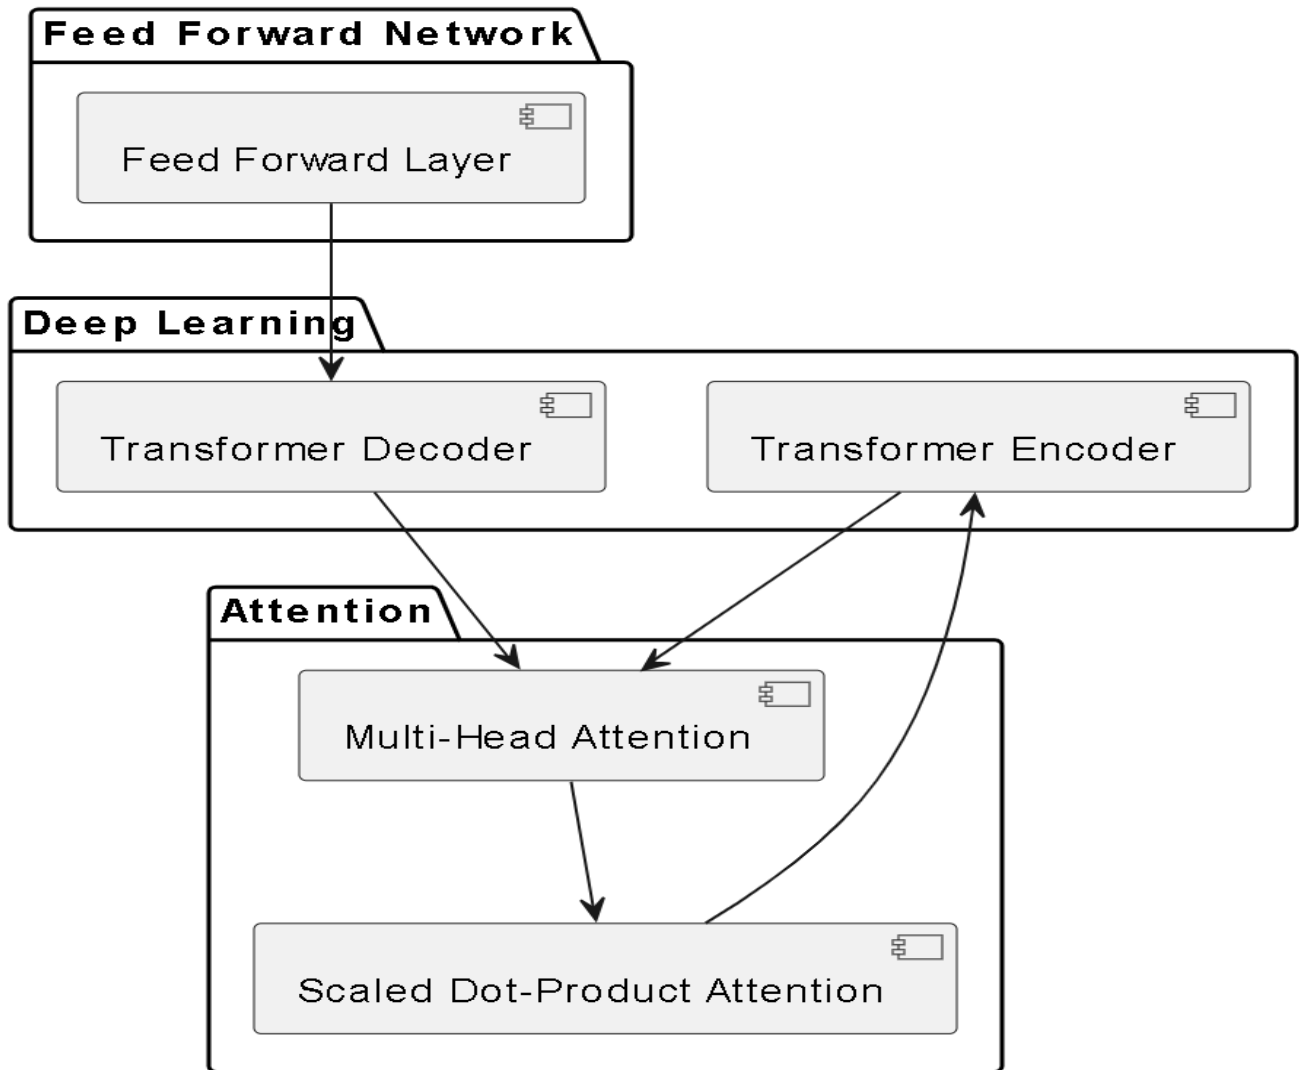 Feed Forward Network
Feed Forward Layer
Deep Learning
Transformer Decoder
Transformer Encoder
Attention
Multi-Head Attention
Scaled Dot-Product Attention